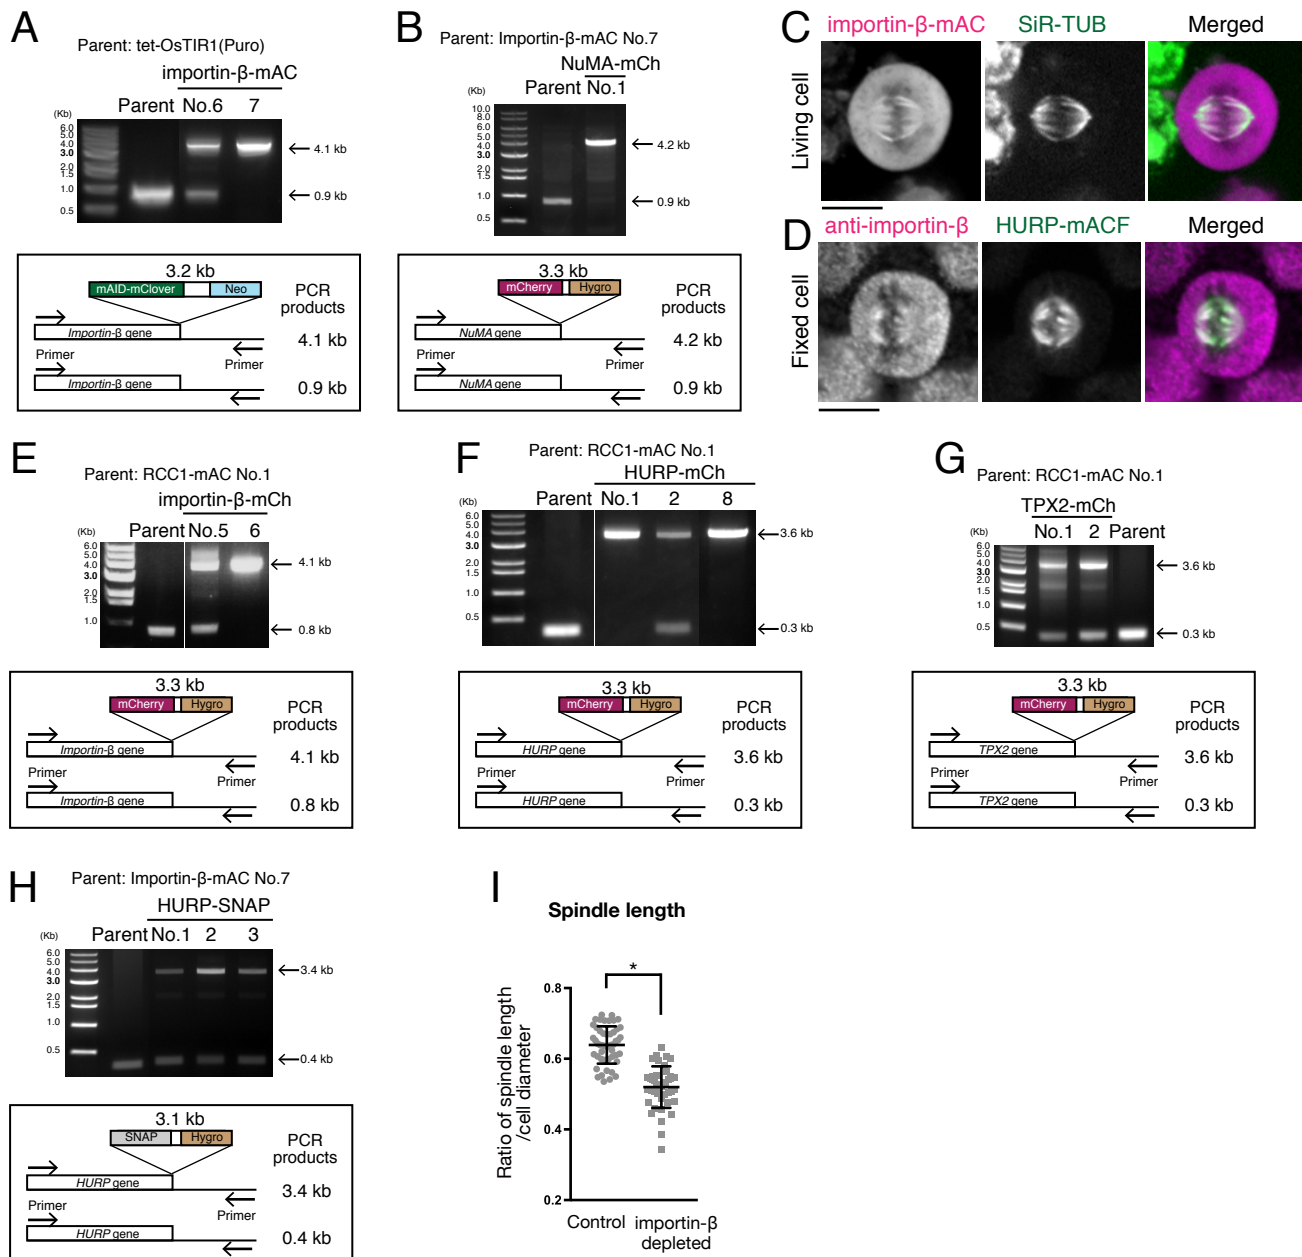 A
Parent: tet-OsTIR1(Puro)
importin-β-mAC
Parent No.6 7
(Kb)
6.0
5.0
4.0
3.0
2.0
1.5
1.0
0.5
4.1 kb
0.9 kb
3.2 kb
mAID-mClover Neo
PCR
products
Importin-β gene
4.1 kb
Primer Primer
Importin-β gene
0.9 kb
B
Parent: Importin-β-mAC No.7
NuMA-mCh
Parent No.1
(Kb)
10.0
8.0
6.0
5.0
4.0
3.0
2.0
1.5
1.0
0.5
4.2 kb
0.9 kb
3.3 kb
mCherry Hygro
PCR
products
NuMA gene
4.2 kb
Primer Primer
NuMA gene
0.9 kb
C
importin-β-mAC SiR-TUB Merged
Living cell
D
anti-importin-β HURP-mACF Merged
Fixed cell
E
Parent: RCC1-mAC No.1
importin-β-mCh
Parent No.5 6
(Kb)
6.0
5.0
4.0
3.0
2.0
1.5
1.0
4.1 kb
0.8 kb
3.3 kb
mCherry Hygro
PCR
products
Importin-β gene
4.1 kb
Primer Primer
Importin-β gene
0.8 kb
F
Parent: RCC1-mAC No.1
HURP-mCh
Parent No.1 2 8
(Kb)
6.0
5.0
4.0
3.0
2.0
1.5
1.0
0.5
3.6 kb
0.3 kb
3.3 kb
mCherry Hygro
PCR
products
HURP gene
3.6 kb
Primer Primer
HURP gene
0.3 kb
G
Parent: RCC1-mAC No.1
TPX2-mCh
No.1 2 Parent
(Kb)
6.0
5.0
4.0
3.0
2.0
1.5
1.0
0.5
3.6 kb
0.3 kb
3.3 kb
mCherry Hygro
PCR
products
TPX2 gene
3.6 kb
Primer Primer
TPX2 gene
0.3 kb
H
Parent: Importin-β-mAC No.7
HURP-SNAP
Parent No.1 2 3
(Kb)
6.0
5.0
4.0
3.0
2.0
1.5
1.0
0.5
3.4 kb
0.4 kb
3.1 kb
SNAP Hygro
PCR
products
HURP gene
3.4 kb
Primer Primer
HURP gene
0.4 kb
I
Spindle length
*
Ratio of spindle length
/cell diameter
0.8
0.6
0.4
0.2
Control importin-β
depleted